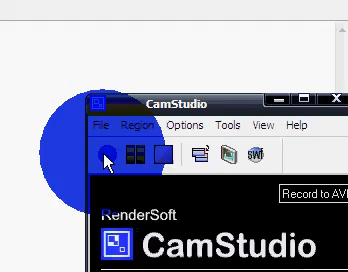 CamStudio
File Region Options Tools View Help
SWF
Record to AVI
RenderSoft
CamStudio